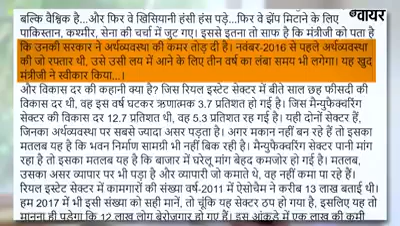 द वायर
बल्कि वैश्विक है...और फिर वे खिसियानी हंसी हंस पड़े...फिर वे झेंप मिटाने के लिए
पाकिस्तान, कश्मीर, सेना की चर्चा में जुट गए। इससे इतना तो साफ है कि मंत्रीजी को पता है
कि उनकी सरकार ने अर्थव्यवस्था की कमर तोड़ दी है। नवंबर-2016 से पहले अर्थव्यवस्था
की जो रफ्तार थी, उसे उसी लय में आने के लिए तीन वर्ष का लंबा समय भी लगेगा। यह खुद
मंत्रीजी ने स्वीकार किया...।
और विकास दर की कहानी क्या है? जिस रियल इस्टेट सेक्टर में बीते साल छह फीसदी की
विकास दर थी, वह इस वर्ष घटकर ऋणात्मक 3.7 प्रतिशत हो गई है। जिस मैन्युफैक्चरिंग
सेक्टर की विकास दर 12.7 प्रतिशत थी, वह 5.3 प्रतिशत रह गई है। यही दोनों सेक्टर हैं,
जिनका अर्थव्यवस्था पर सबसे ज्यादा असर पड़ता है। अगर मकान नहीं बन रहे हैं तो इसका
मतलब यह है कि भवन निर्माण सामग्री भी नहीं बिक रही है। मैन्युफैक्चरिंग सेक्टर पानी मांग
रहा है तो इसका मतलब यह है कि बाजार में घरेलू मांग बेहद कमजोर हो गई है। मतलब,
उसका असर व्यापार पर भी पड़ा है और व्यापारी जो कमाते थे, वह नहीं कमा पा रहे हैं।
रियल इस्टेट सेक्टर में कामगारों की संख्या वर्ष-2011 में ऐसोचैम ने करीब 13 लाख बताई थी।
हम 2017 में भी इसी संख्या को सही मानें, तो चूंकि यह सेक्टर ठप हो गया है, इसलिए यह तो
मानना ही पड़ेगा कि 12 लाख लोग बेरोजगार हो गए हैं। इस आंकड़े में एक लाख की कमी